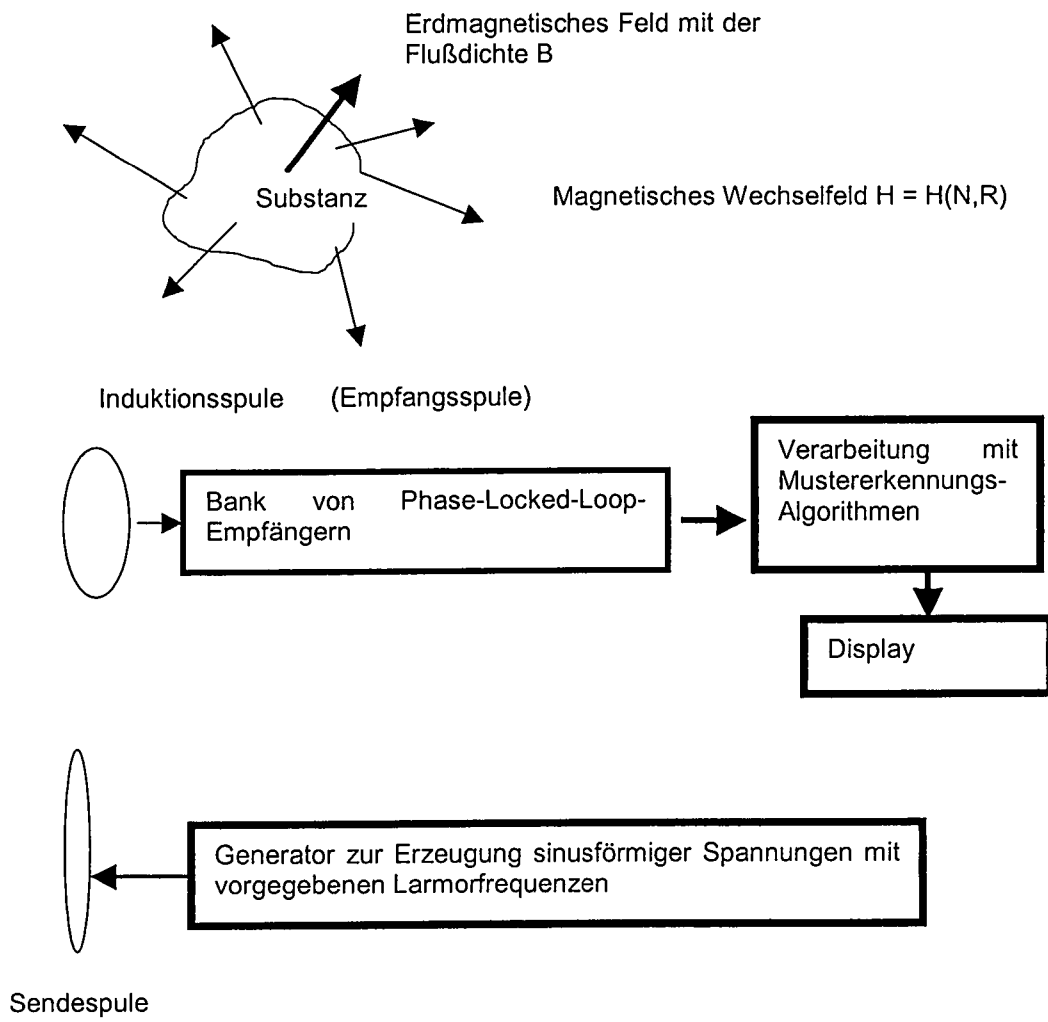 Erdmagnetisches Feld mit der
Flußdichte B
Substanz
Magnetisches Wechselfeld H = H(N,R)
Induktionsspule (Empfangsspule)
Bank von Phase-Locked-Loop-
Empfängern
Verarbeitung mit
Mustererkennungs-
Algorithmen
Display
Generator zur Erzeugung sinusförmiger Spannungen mit
vorgegebenen Larmorfrequenzen
Sendespule